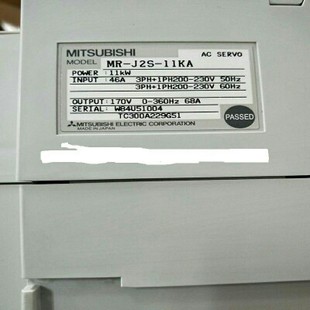 MITSUBISHI
AC SERVO
MODEL MR-J2S-11KA
POWER : 11kW
INPUT : 46A 3PH+1PH200-230V 50Hz
3PH+1PH200-230V 60Hz
OUTPUT: 170V 0-360Hz 68A
SERIAL: W84U51004
TC300A229G51
PASSED
MITSUBISHI ELECTRIC CORPORATION
MADE IN JAPAN